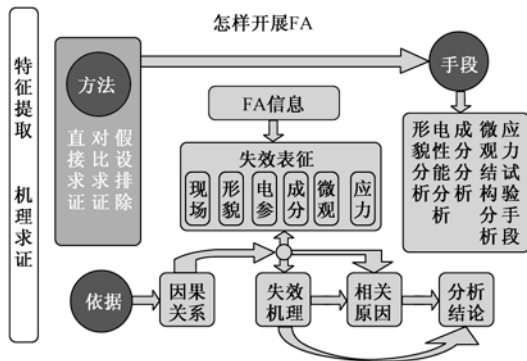 怎样开展FA
特征提取
机理求证
方法
直接求证
对比求证
假设排除
手段
形貌分析
电性能分析
成分分析
微观结构分析
应力试验手段
FA信息
失效表征
现场
形貌
电参
成分
微观
应力
依据
因果
关系
失效
机理
相关
原因
分析
结论